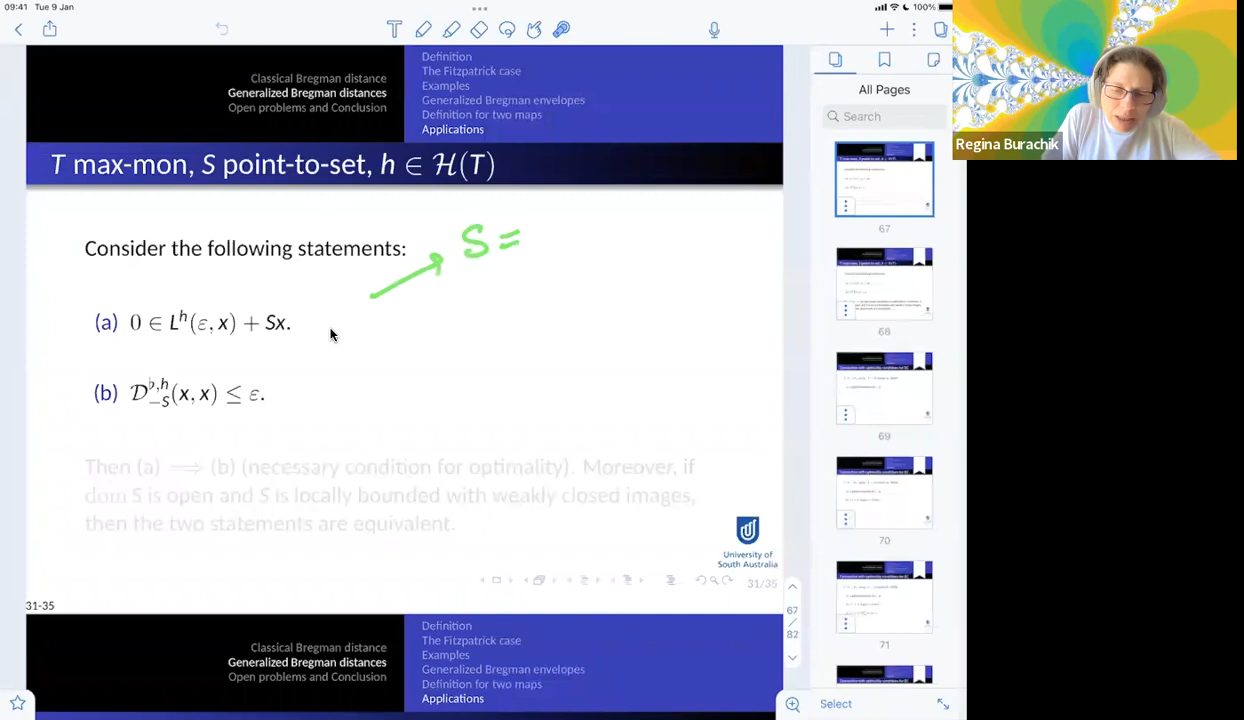 09:41 Tue 9 Jan
100%
Definition
The Fitzpatrick case
Examples
Generalized Bregman envelopes
Definition for two maps
Applications
Classical Bregman distance
Generalized Bregman distances
Open problems and Conclusion
T max-mon, S point-to-set, h ∈ ℋ(T)
Consider the following statements:
S =
(a) 0 ∈ Lʰ(ε, x) + Sx.
(b) 𝒟^{♭,h}_{−S}(x, x) ≤ ε.
Then (a) ⟹ (b) (necessary condition for optimality). Moreover, if
dom S is open and S is locally bounded with weakly closed images,
then the two statements are equivalent.
University of
South Australia
31/35
31-35
Definition
The Fitzpatrick case
Examples
Generalized Bregman envelopes
Definition for two maps
Applications
Classical Bregman distance
Generalized Bregman distances
Open problems and Conclusion
67
/
82
All Pages
Search
67
68
69
70
71
Select
Regina Burachik